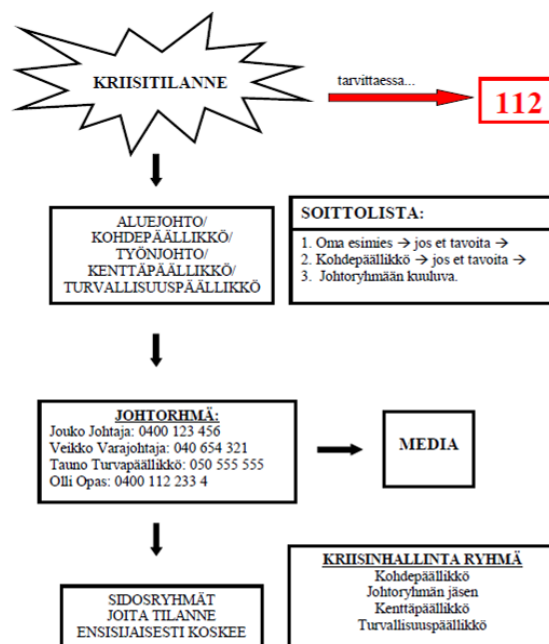 KRIISITILANNE
tarvittaessa...
112
ALUEJOHTO/
KOHDEPÄÄLLIKKÖ/
TYÖNJOHTO/
KENTTÄPÄÄLLIKKÖ/
TURVALLISUUSPÄÄLLIKKÖ
SOITTOLISTA:
1. Oma esimies → jos et tavoita →
2. Kohdepäällikkö → jos et tavoita →
3. Johtoryhmään kuuluva.
JOHTORHMÄ:
Jouko Johtaja: 0400 123 456
Veikko Varajohtaja: 040 654 321
Tauno Turvapäällikkö: 050 555 555
Olli Opas: 0400 112 233 4
MEDIA
SIDOSRYHMÄT
JOITA TILANNE
ENSISIJAISESTI KOSKEE
KRIISINHALLINTA RYHMÄ
Kohdepäällikkö
Johtoryhmän jäsen
Kenttäpäällikkö
Turvallisuuspäällikkö